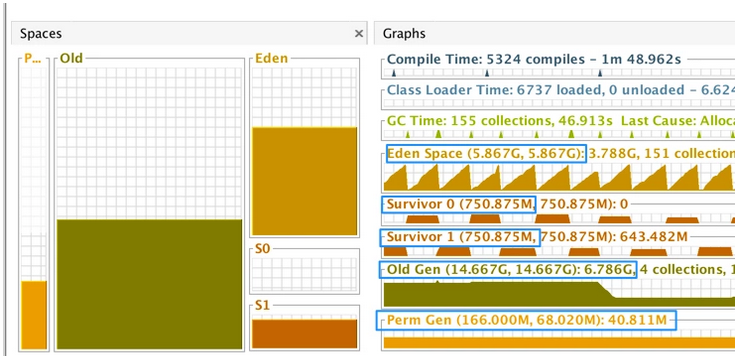 Spaces
Graphs
P...
Old
Eden
S0
S1
Compile Time: 5324 compiles - 1m 48.962s
Class Loader Time: 6737 loaded, 0 unloaded - 6.624
GC Time: 155 collections, 46.913s Last Cause: Alloca
Eden Space (5.867G, 5.867G): 3.788G, 151 collection
Survivor 0 (750.875M, 750.875M): 0
Survivor 1 (750.875M, 750.875M): 643.482M
Old Gen (14.667G, 14.667G): 6.786G, 4 collections, 1
Perm Gen (166.000M, 68.020M): 40.811M